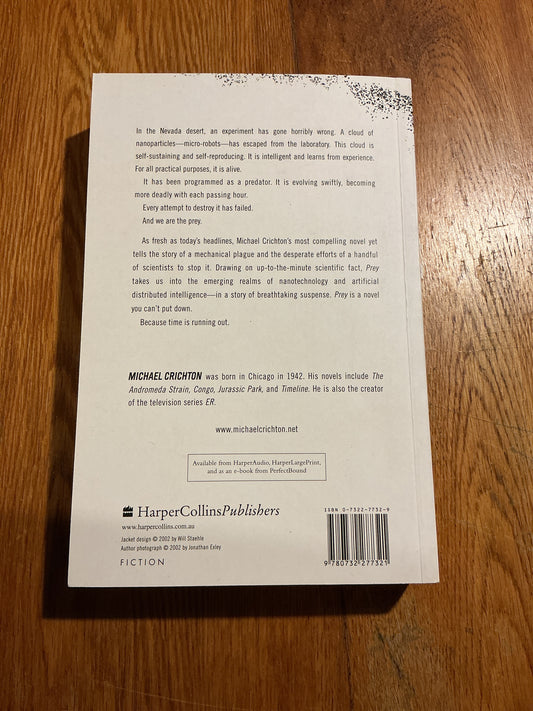 In the Nevada desert, an experiment has gone horribly wrong. A cloud of
nanoparticles—micro-robots—has escaped from the laboratory. This cloud is
self-sustaining and self-reproducing. It is intelligent and learns from experience.
For all practical purposes, it is alive.
It has been programmed as a predator. It is evolving swiftly, becoming
more deadly with each passing hour.
Every attempt to destroy it has failed.
And we are the prey.
As fresh as today's headlines, Michael Crichton's most compelling novel yet
tells the story of a mechanical plague and the desperate efforts of a handful
of scientists to stop it. Drawing on up-to-the-minute scientific fact, Prey
takes us into the emerging realms of nanotechnology and artificial
distributed intelligence—in a story of breathtaking suspense. Prey is a novel
you can't put down.
Because time is running out.
MICHAEL CRICHTON was born in Chicago in 1942. His novels include The
Andromeda Strain, Congo, Jurassic Park, and Timeline. He is also the creator
of the television series ER.
www.michaelcrichton.net
Available from HarperAudio, HarperLargePrint,
and as an e-book from PerfectBound
HarperCollinsPublishers
www.harpercollins.com.au
Jacket design © 2002 by Will Staehle
Author photograph © 2002 by Jonathan Exley
FICTION
ISBN 0-7322-7732-9
9 780732 277321